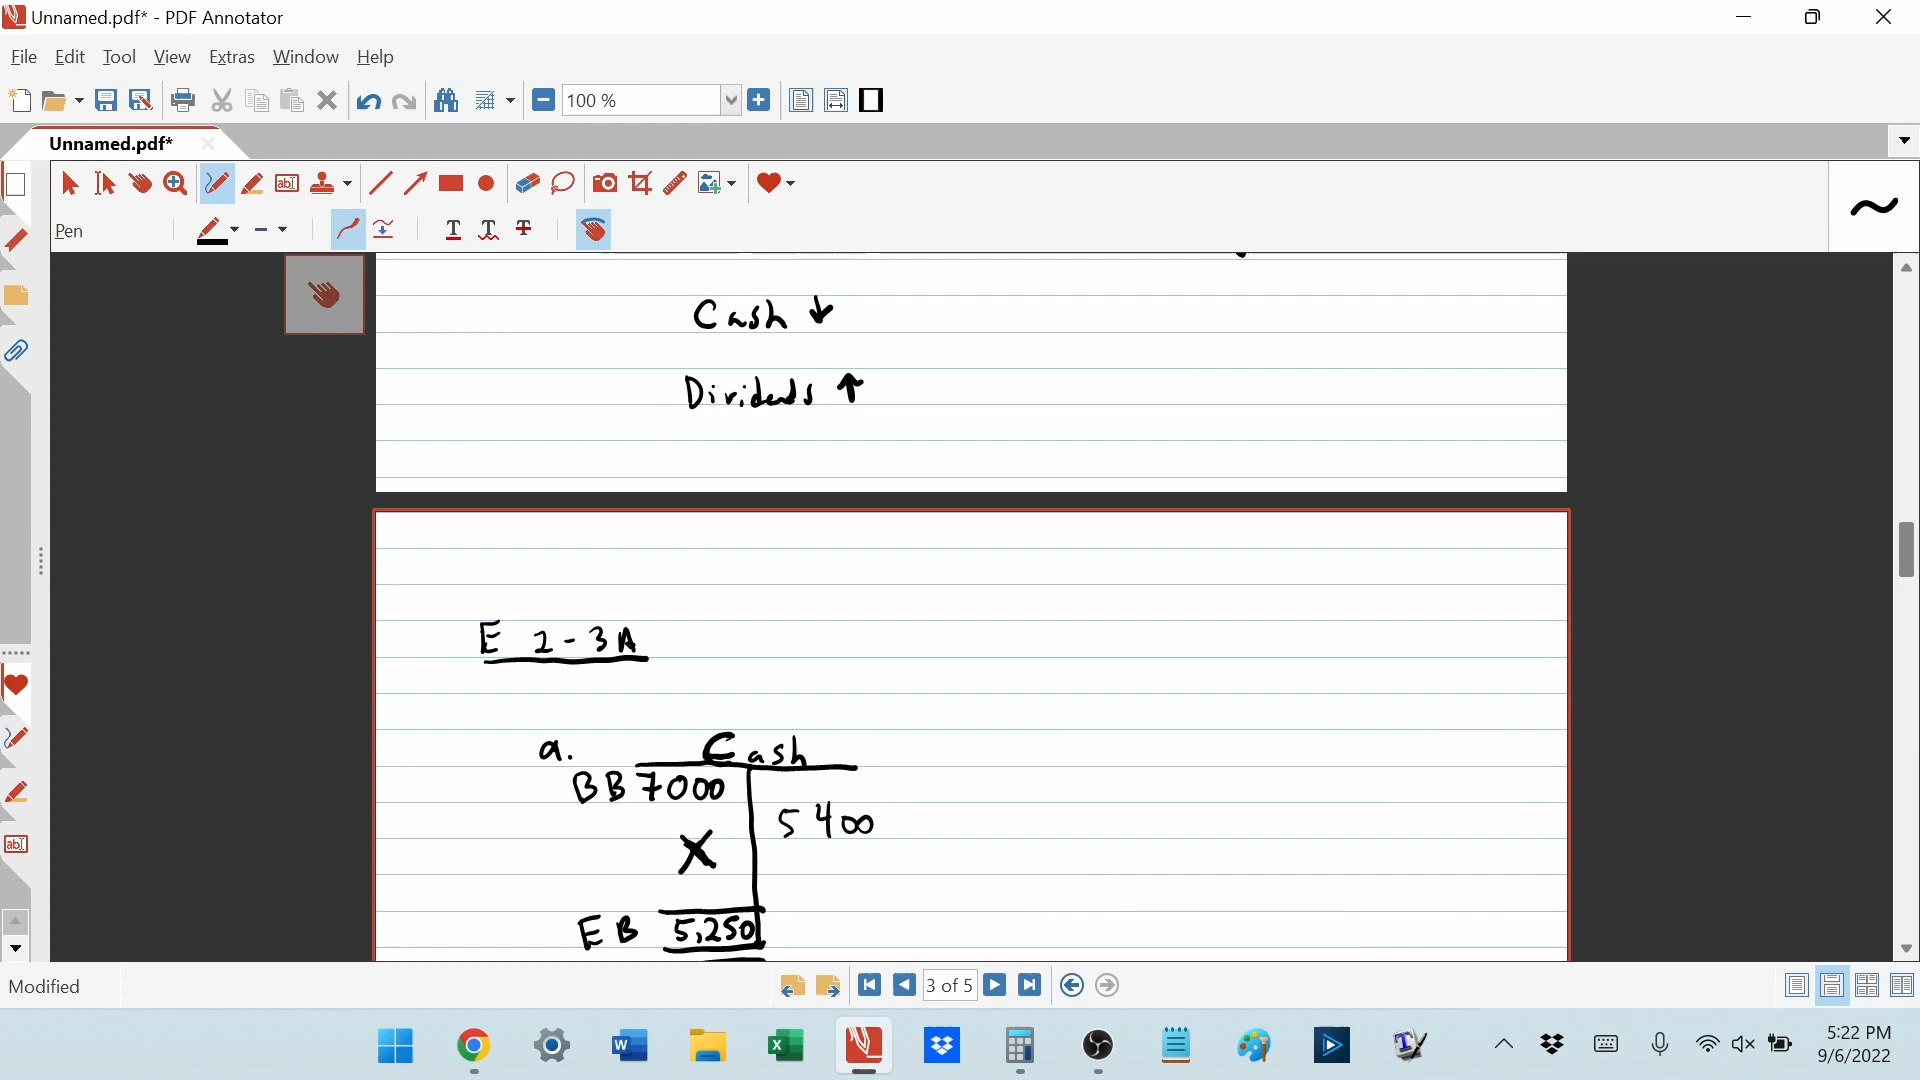 Unnamed.pdf* - PDF Annotator
File Edit Tool View Extras Window Help
100 %
Unnamed.pdf*
Pen
Cash ↓
Dividends ↑
E 2-3A
a. Cash
BB 7000
5400
X
EB 5,250
Modified
3 of 5
5:22 PM
9/6/2022